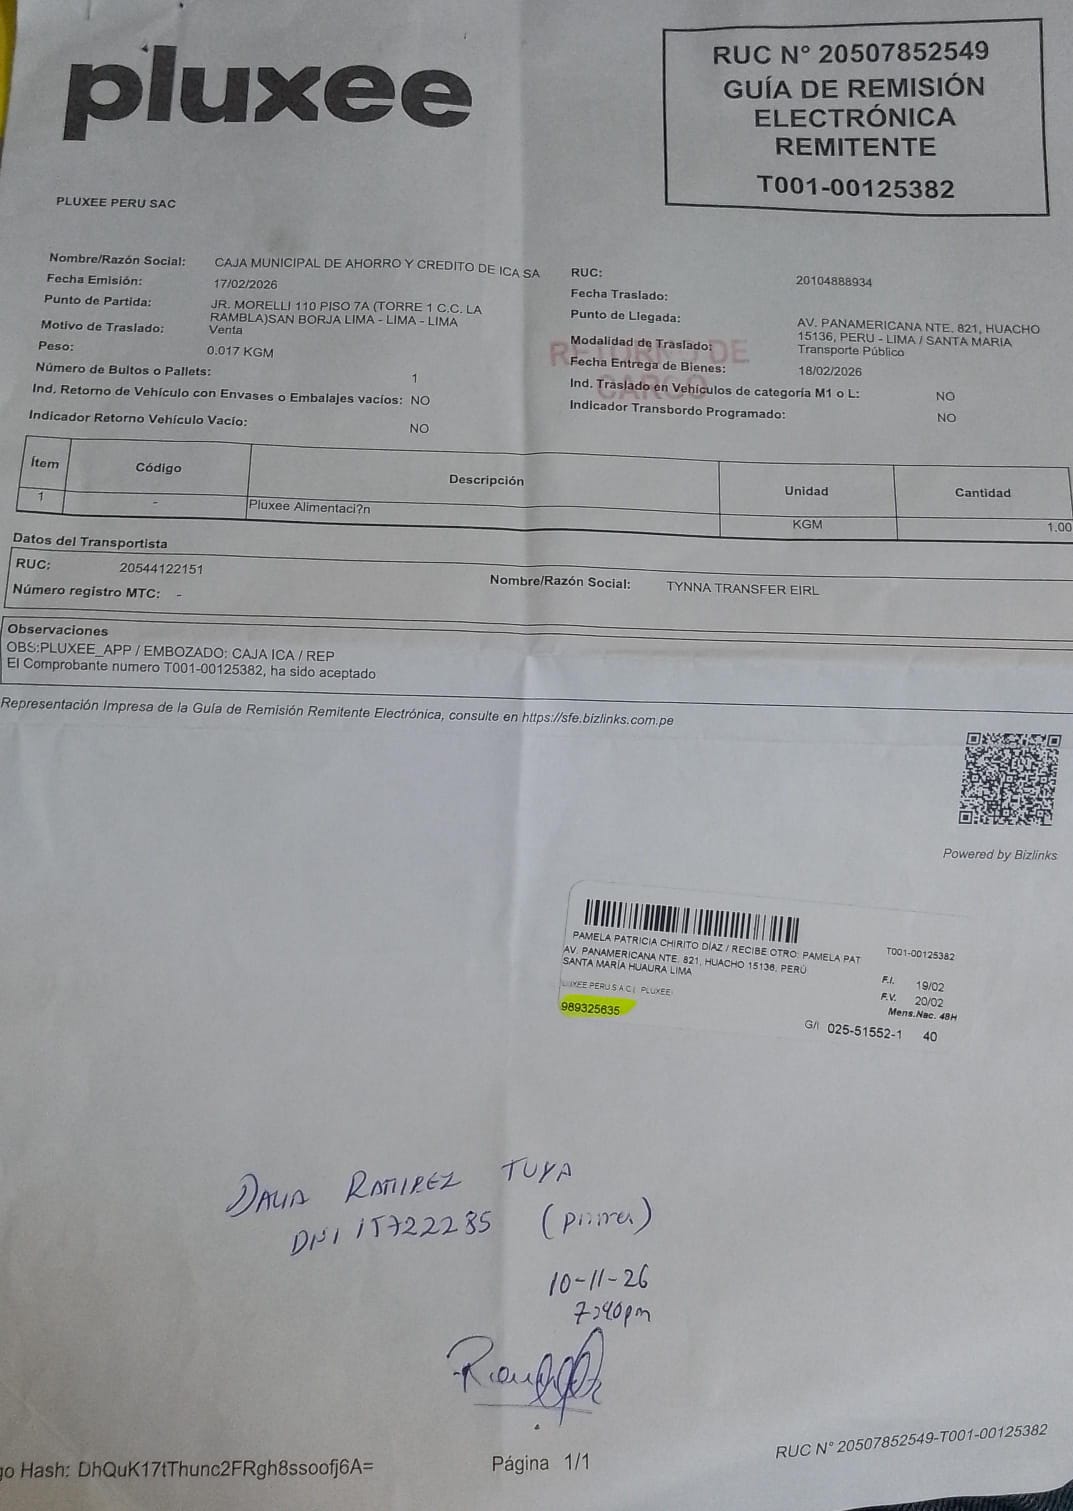 pluxee
RUC N° 20507852549
GUÍA DE REMISIÓN
ELECTRÓNICA
REMITENTE
T001-00125382
PLUXEE PERU SAC
Nombre/Razón Social: CAJA MUNICIPAL DE AHORRO Y CREDITO DE ICA SA
Fecha Emisión: 17/02/2026
Punto de Partida: JR. MORELLI 110 PISO 7A (TORRE 1 C.C. LA
RAMBLA)SAN BORJA LIMA - LIMA - LIMA
Motivo de Traslado: Venta
Peso: 0.017 KGM
Número de Bultos o Pallets: 1
Ind. Retorno de Vehículo con Envases o Embalajes vacíos: NO
Indicador Retorno Vehículo Vacío: NO
RUC: 20104888934
Fecha Traslado:
Punto de Llegada: AV. PANAMERICANA NTE. 821, HUACHO
15136, PERU - LIMA / SANTA MARIA
Modalidad de Traslado: Transporte Público
Fecha Entrega de Bienes: 18/02/2026
Ind. Traslado en Vehículos de categoría M1 o L: NO
Indicador Transbordo Programado: NO
RETORNO DE
CARGO
Ítem Código Descripción Unidad Cantidad
1 - Pluxee Alimentaci?n KGM 1.00
Datos del Transportista
RUC: 20544122151 Nombre/Razón Social: TYNNA TRANSFER EIRL
Número registro MTC: -
Observaciones
OBS:PLUXEE_APP / EMBOZADO: CAJA ICA / REP
El Comprobante numero T001-00125382, ha sido aceptado
Representación Impresa de la Guía de Remisión Remitente Electrónica, consulte en https://sfe.bizlinks.com.pe
Powered by Bizlinks
PAMELA PATRICIA CHIRITO DÍAZ / RECIBE OTRO: PAMELA PAT T001-00125382
AV. PANAMERICANA NTE. 821, HUACHO 15136, PERÚ
SANTA MARÍA HUAURA LIMA
F.I. 19/02
F.V. 20/02
LUXEE PERU S A C ( PLUXEE
Mens.Nac. 48H
989325635
G/I 025-51552-1 40
DALIA RAMIREZ TUYA
DNI 15722285
10-11-26
7:40pm
go Hash: DhQuK17tThunc2FRgh8ssoofj6A=
Página 1/1
RUC N° 20507852549-T001-00125382